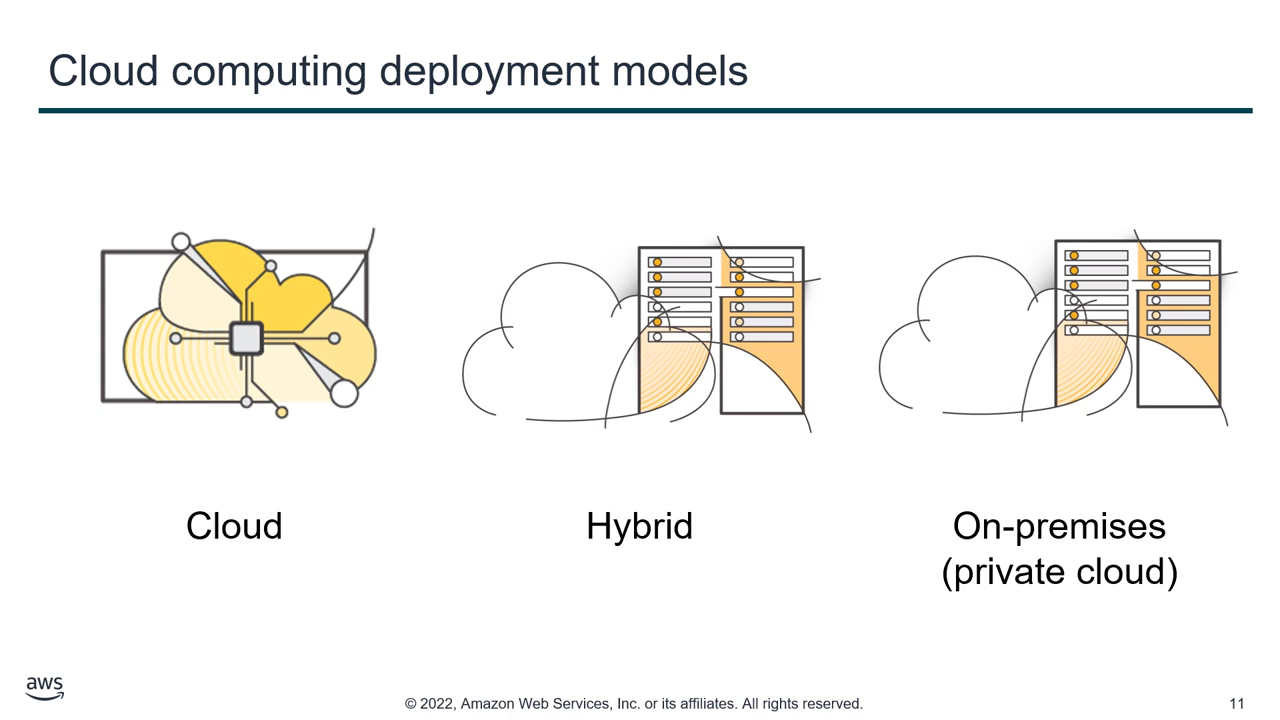 Cloud computing deployment models
Cloud
Hybrid
On-premises
(private cloud)
aws
© 2022, Amazon Web Services, Inc. or its affiliates. All rights reserved.
11